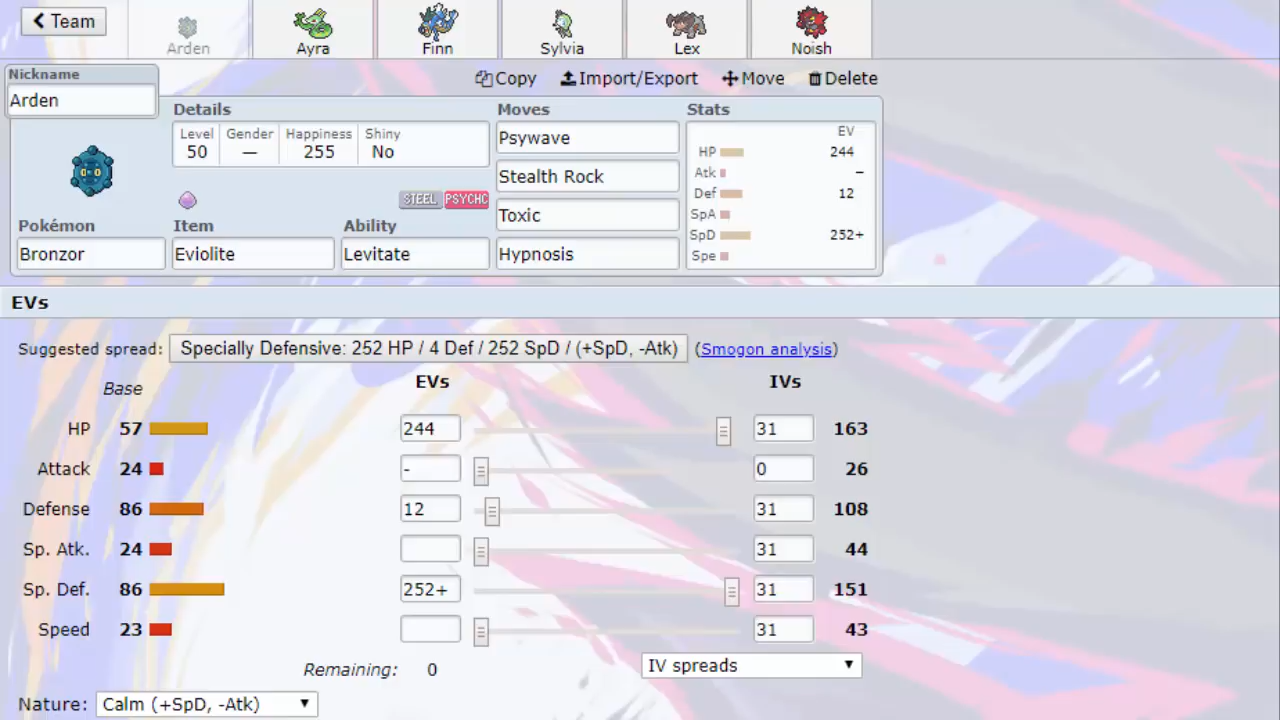 Team
Arden Ayra Finn Sylvia Lex Noish
Nickname
Arden
Copy Import/Export Move Delete
Details Moves Stats
Level Gender Happiness Shiny
50 — 255 No
STEEL PSYCHC
Pokémon Item Ability
Bronzor Eviolite Levitate
Psywave
Stealth Rock
Toxic
Hypnosis
EV
HP 244
Atk –
Def 12
SpA
SpD 252+
Spe
EVs
Suggested spread: Specially Defensive: 252 HP / 4 Def / 252 SpD / (+SpD, -Atk) (Smogon analysis)
Base EVs IVs
HP 57 244 31 163
Attack 24 - 0 26
Defense 86 12 31 108
Sp. Atk. 24 31 44
Sp. Def. 86 252+ 31 151
Speed 23 31 43
Remaining: 0 IV spreads
Nature: Calm (+SpD, -Atk)